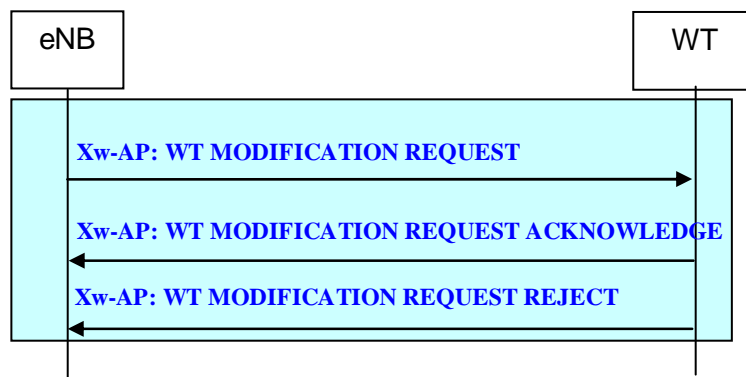 eNB
WT
Xw-AP: WT MODIFICATION REQUEST
Xw-AP: WT MODIFICATION REQUEST ACKNOWLEDGE
Xw-AP: WT MODIFICATION REQUEST REJECT